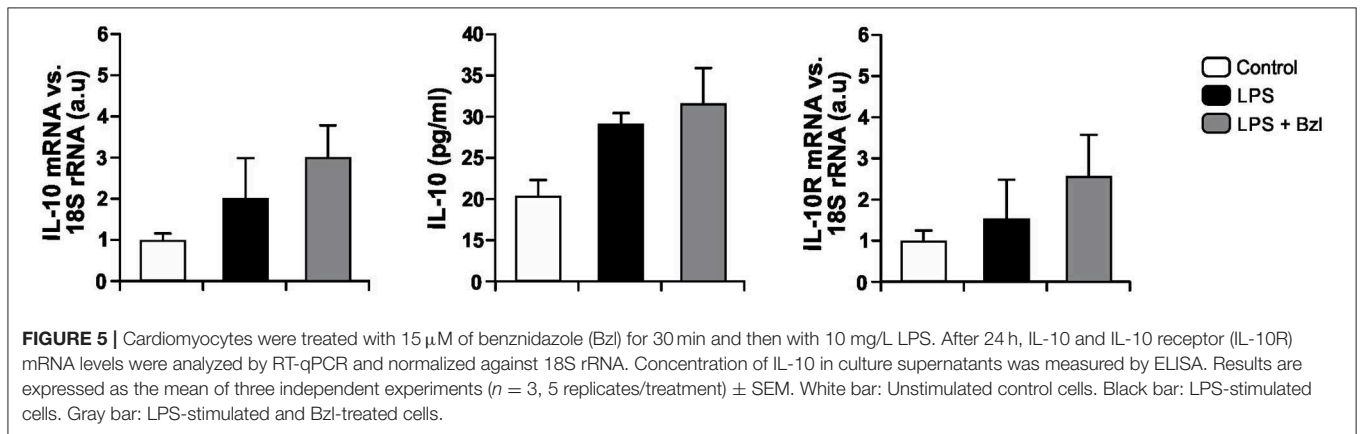 IL-10 mRNA vs.
18S rRNA (a.u)
6
5
4
3
2
1
0
IL-10 (pg/ml)
40
35
30
25
20
15
0
IL-10R mRNA vs.
18S rRNA (a.u)
6
5
4
3
2
1
0
Control
LPS
LPS + Bzl
FIGURE 5 | Cardiomyocytes were treated with 15 μM of benznidazole (Bzl) for 30 min and then with 10 mg/L LPS. After 24 h, IL-10 and IL-10 receptor (IL-10R)
mRNA levels were analyzed by RT-qPCR and normalized against 18S rRNA. Concentration of IL-10 in culture supernatants was measured by ELISA. Results are
expressed as the mean of three independent experiments (n = 3, 5 replicates/treatment) ± SEM. White bar: Unstimulated control cells. Black bar: LPS-stimulated
cells. Gray bar: LPS-stimulated and Bzl-treated cells.